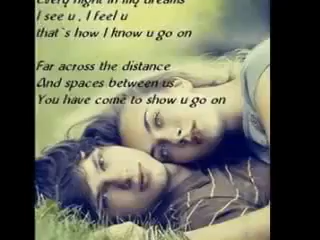 Every night in my dreams
I see u , I feel u
that`s how I know u go on
Far across the distance
And spaces between us
You have come to show u go on